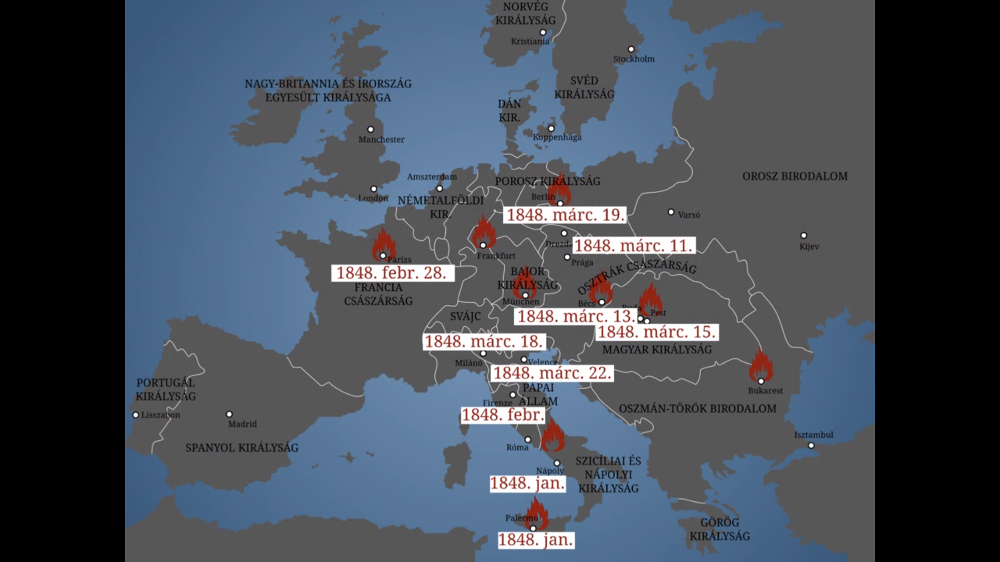 NORVÉG
KIRÁLYSÁG
Kristiania
Stockholm
NAGY-BRITANNIA ÉS ÍRORSZÁG
EGYESÜLT KIRÁLYSÁGA
SVÉD
KIRÁLYSÁG
DÁN
KIR.
Koppenhága
Manchester
Amszterdam
London
NÉMETALFÖLDI
KIR.
POROSZ KIRÁLYSÁG
Berlin
1848. márc. 19.
OROSZ BIRODALOM
Varsó
Kijev
Drezda
1848. márc. 11.
Prága
Frankfurt
Párizs
1848. febr. 28.
FRANCIA
CSÁSZÁRSÁG
BAJOR
KIRÁLYSÁG
München
OSZTRÁK CSÁSZÁRSÁG
Bécs
Buda
Pest
1848. márc. 13.
1848. márc. 15.
MAGYAR KIRÁLYSÁG
SVÁJC
1848. márc. 18.
Milánó
Velence
1848. márc. 22.
PÁPAI
ÁLLAM
Firenze
1848. febr.
Bukarest
OSZMÁN-TÖRÖK BIRODALOM
Isztambul
PORTUGÁL
KIRÁLYSÁG
Lisszabon
Madrid
SPANYOL KIRÁLYSÁG
Róma
Nápoly
1848. jan.
SZICÍLIAI ÉS
NÁPOLYI
KIRÁLYSÁG
Palermo
1848. jan.
GÖRÖG
KIRÁLYSÁG